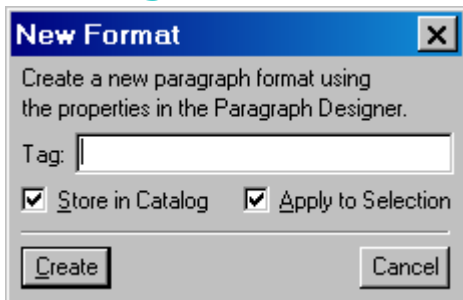 New Format
Create a new paragraph format using
the properties in the Paragraph Designer.
Tag:
Store in Catalog Apply to Selection
Create Cancel